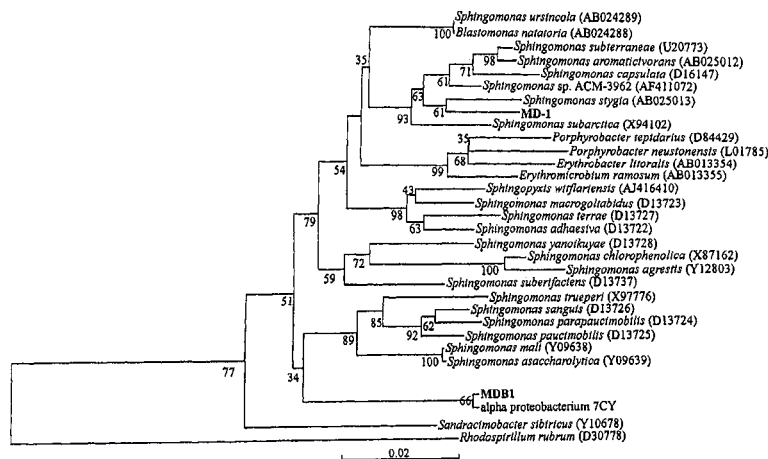 Sphingomonas ursincola (AB024289)
100
Blastomonas natatoria (AB024288)
35
Sphingomonas subterraneae (U20773)
98
Sphingomonas aromaticivorans (AB025012)
71
Sphingomonas capsulata (D16147)
61
Sphingomonas sp. ACM-3962 (AF411072)
63
Sphingomonas stygia (AB025013)
61
MD-1
93
Sphingomonas subarctica (X94102)
35
Porphyrobacter tepidarius (D84429)
Porphyrobacter neustonensis (L01785)
68
Erythrobacter litoralis (AB013354)
54
99
Erythromicrobium ramosum (AB013355)
43
Sphingopyxis witflariensis (AJ416410)
Sphingomonas macrogoliabidus (D13723)
98
Sphingomonas terrae (D13727)
79
63
Sphingomonas adhaesiva (D13722)
Sphingomonas yanoikuyae (D13728)
72
Sphingomonas chlorophenolica (X87162)
100
Sphingomonas agrestis (Y12803)
59
Sphingomonas suberifaciens (D13737)
51
Sphingomonas trueperi (X97776)
Sphingomonas sanguis (D13726)
85
62
Sphingomonas parapaucimobilis (D13724)
92
Sphingomonas paucimobilis (D13725)
89
Sphingomonas mali (Y09638)
100
Sphingomonas asaccharolytica (Y09639)
77
34
MDB1
66
alpha proteobacterium 7CY
Sandracimobacter sibiricus (Y10678)
Rhodospirillum rubrum (D30778)
0.02